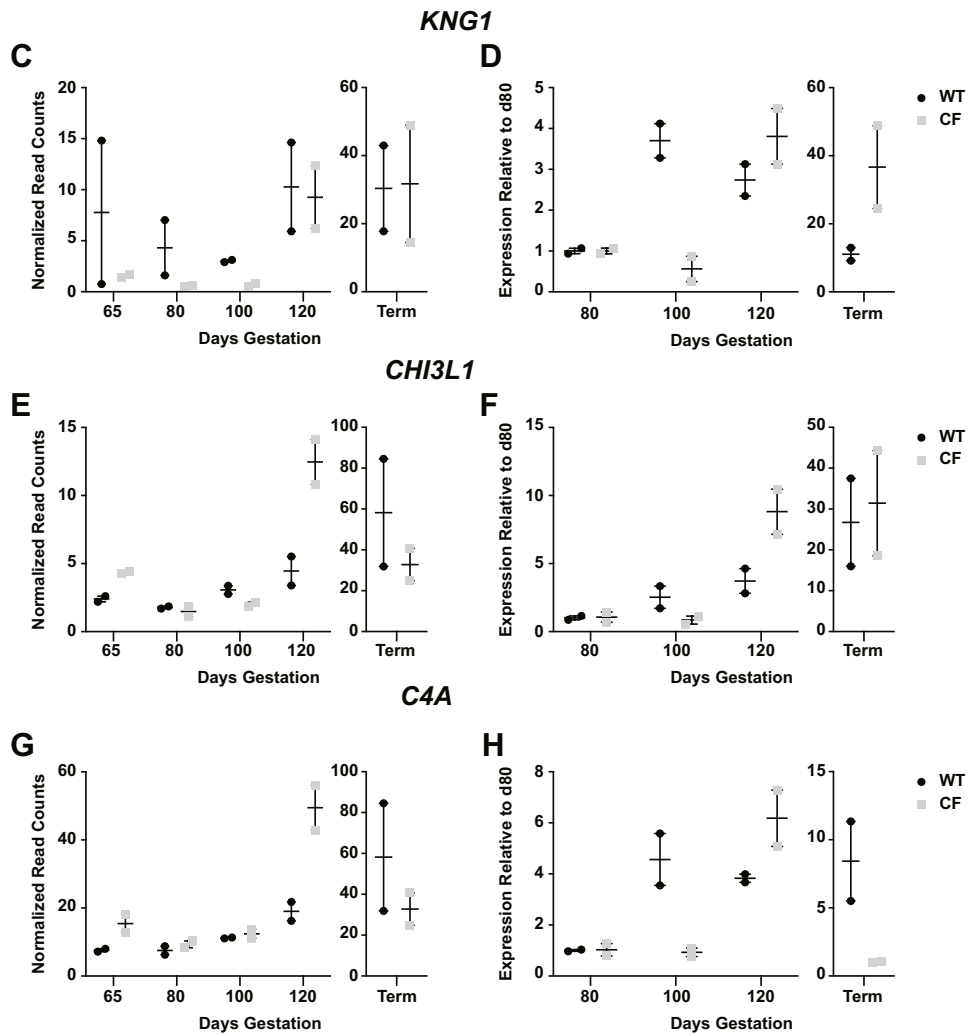 KNG1
C
D
Normalized Read Counts
20
15
10
5
0
65
80
100
120
Days Gestation
60
40
20
0
Term
Expression Relative to d80
5
4
3
2
1
0
80
100
120
Days Gestation
60
40
20
0
Term
WT
CF
CHI3L1
E
F
Normalized Read Counts
15
10
5
0
65
80
100
120
Days Gestation
100
80
60
40
20
0
Term
Expression Relative to d80
15
10
5
0
80
100
120
Days Gestation
50
40
30
20
10
0
Term
WT
CF
C4A
G
H
Normalized Read Counts
60
40
20
0
65
80
100
120
Days Gestation
100
80
60
40
20
0
Term
Expression Relative to d80
8
6
4
2
0
80
100
120
Days Gestation
15
10
5
0
Term
WT
CF